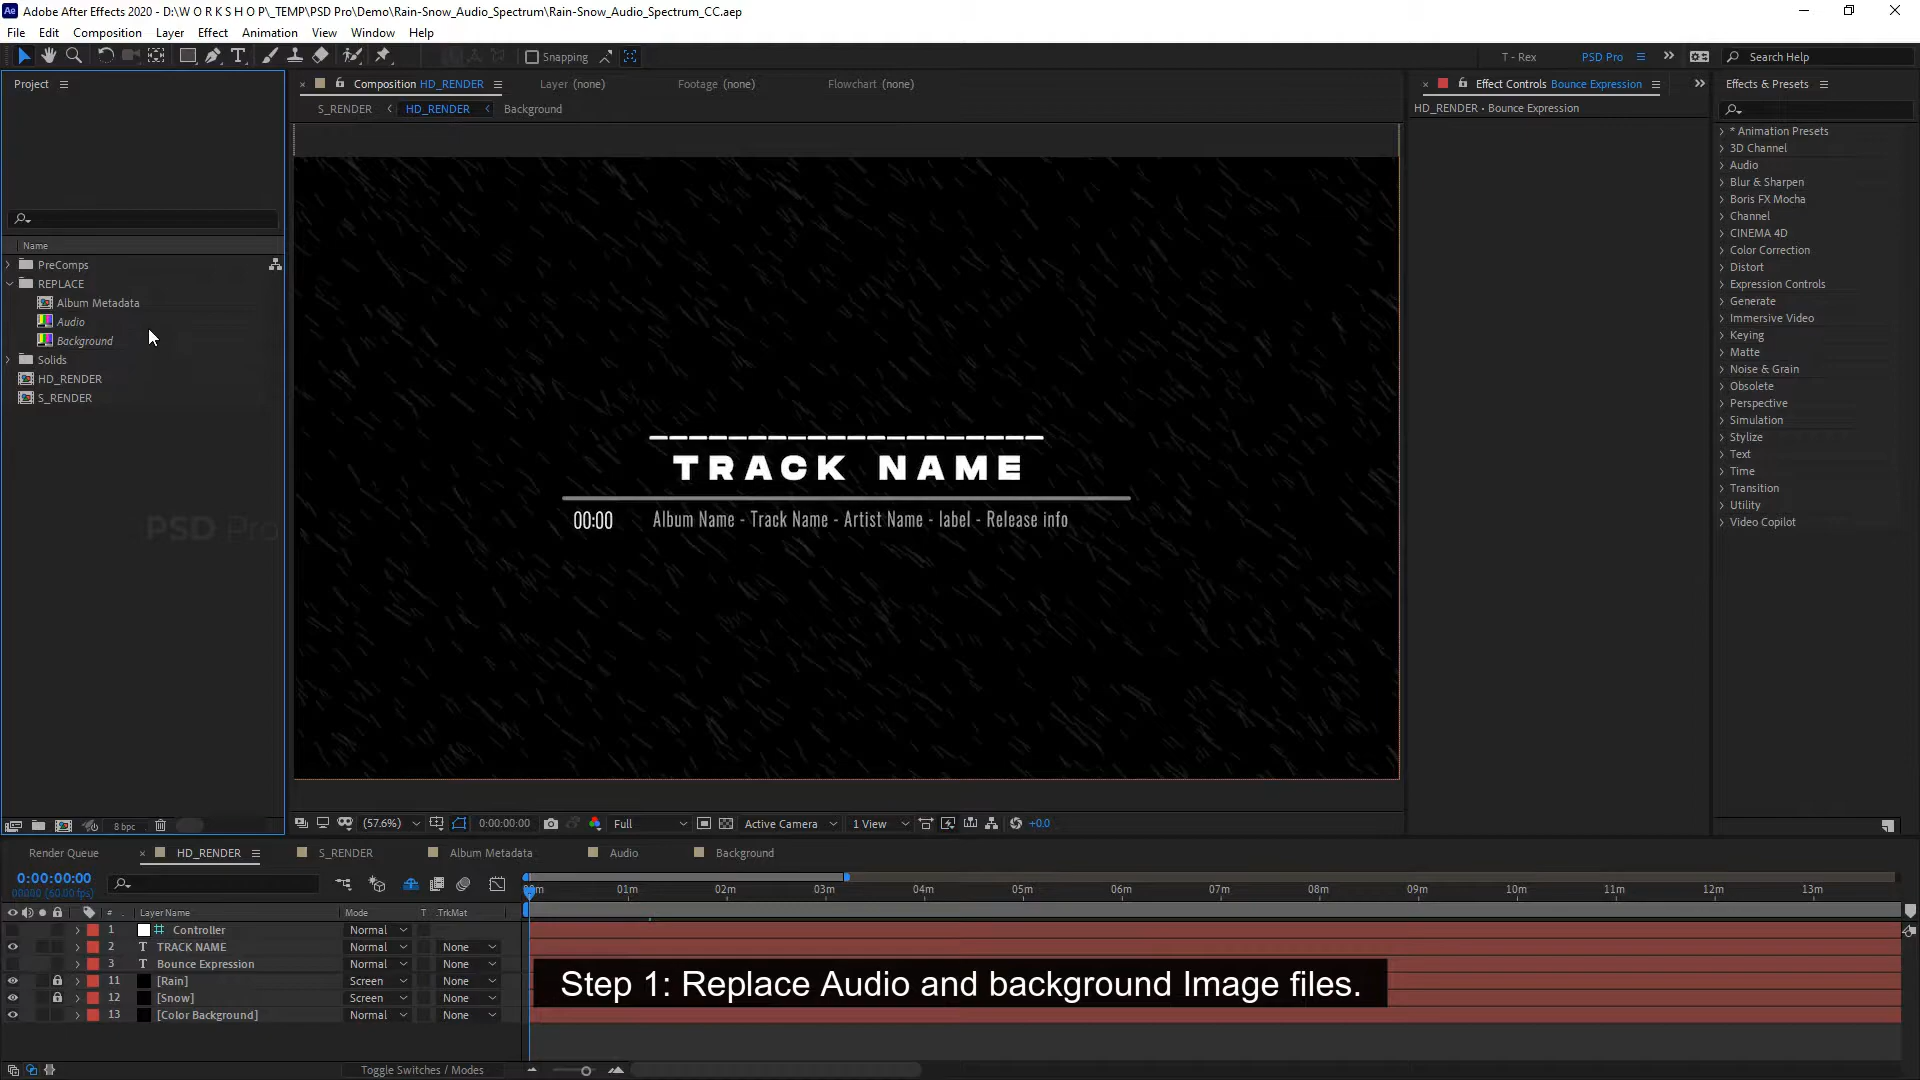 Adobe After Effects 2020 - D:\W O R K S H O P\_TEMP\PSD Pro\Demo\Rain-Snow_Audio_Spectrum\Rain-Snow_Audio_Spectrum_CC.aep
File Edit Composition Layer Effect Animation View Window Help
Snapping T - Rex PSD Pro Search Help
Project Composition HD_RENDER Layer (none) Footage (none) Flowchart (none) Effect Controls Bounce Expression Effects & Presets
S_RENDER HD_RENDER Background HD_RENDER • Bounce Expression
* Animation Presets
3D Channel
Audio
Blur & Sharpen
Boris FX Mocha
Channel
CINEMA 4D
Color Correction
Distort
Expression Controls
Generate
Immersive Video
Keying
Matte
Noise & Grain
Obsolete
Perspective
Simulation
Stylize
Text
Time
Transition
Utility
Video Copilot
Name
PreComps
REPLACE
Album Metadata
Audio
Background
Solids
HD_RENDER
S_RENDER
PSD Pro
TRACK NAME
00:00 Album Name - Track Name - Artist Name - label - Release info
8 bpc (57.6%) 0:00:00:00 Full Active Camera 1 View +0.0
Render Queue HD_RENDER S_RENDER Album Metadata Audio Background
0:00:00:00
00000 (60.00 fps)
01m 02m 03m 04m 05m 06m 07m 08m 09m 10m 11m 12m 13m
# Layer Name Mode T .TrkMat
1 Controller Normal
2 T TRACK NAME Normal None
3 T Bounce Expression Normal None
11 [Rain] Screen None
12 [Snow] Screen None
13 [Color Background] Normal None
Step 1: Replace Audio and background Image files.
Toggle Switches / Modes